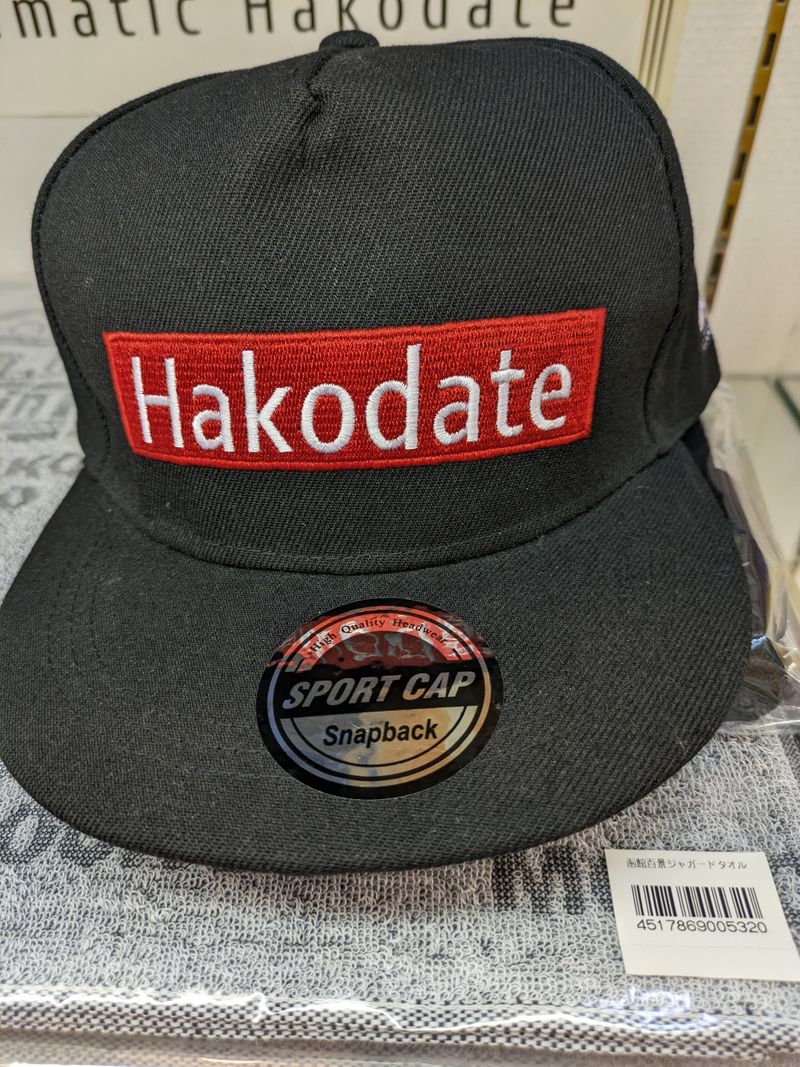 matic Hakodate
Hakodate
High Quality Headwear
SPORT CAP
Snapback
函館百景ジャガードタオル
4517869005320